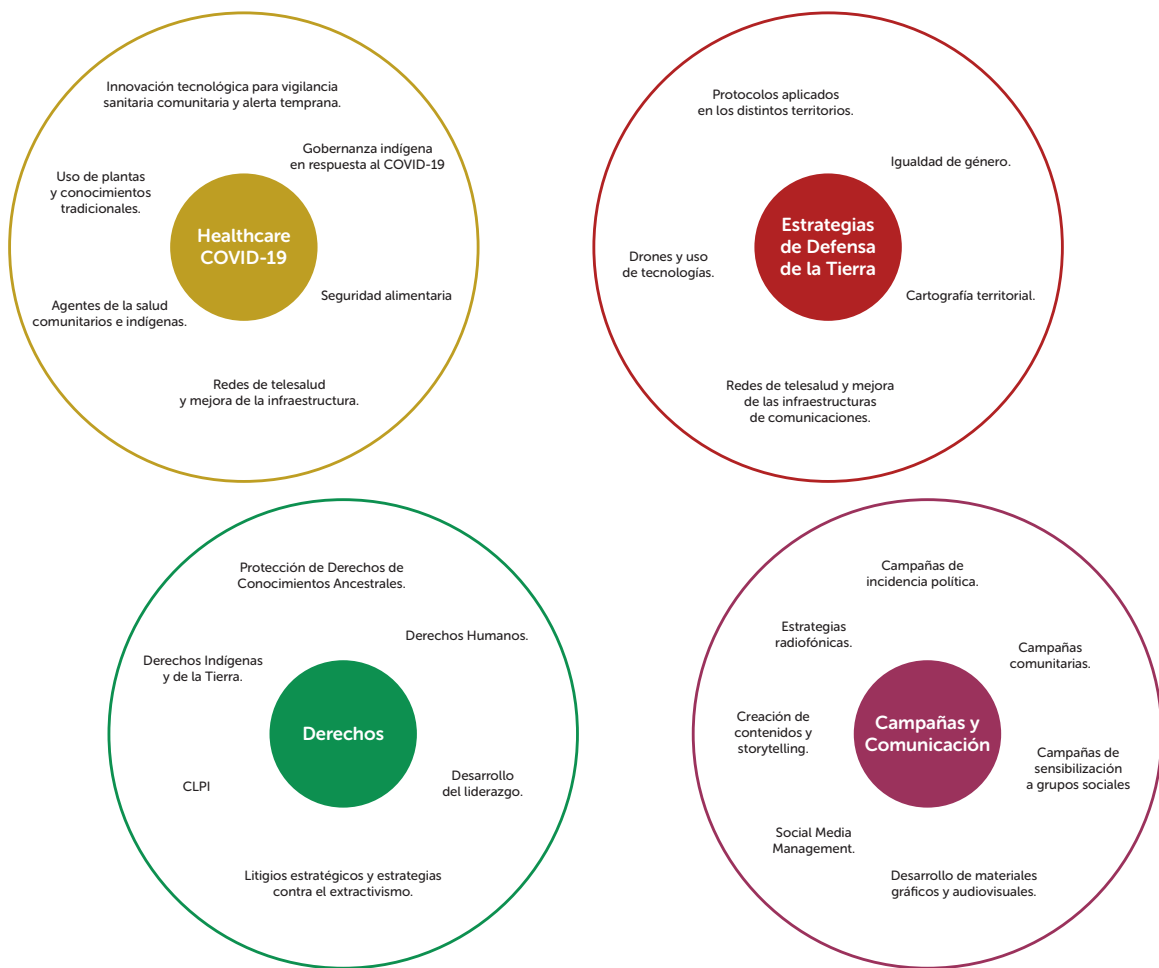 Innovación tecnológica para vigilancia
sanitaria comunitaria y alerta temprana.
Gobernanza indígena
en respuesta al COVID-19
Uso de plantas
y conocimientos
tradicionales.
Healthcare
COVID-19
Agentes de la salud
comunitarios e indígenas.
Seguridad alimentaria
Redes de telesalud
y mejora de la infraestructura.
Protocolos aplicados
en los distintos territorios.
Igualdad de género.
Estrategias
de Defensa
de la Tierra
Drones y uso
de tecnologías.
Cartografía territorial.
Redes de telesalud y mejora
de las infraestructuras
de comunicaciones.
Protección de Derechos de
Conocimientos Ancestrales.
Derechos Humanos.
Derechos Indígenas
y de la Tierra.
Derechos
CLPI
Desarrollo
del liderazgo.
Litigios estratégicos y estrategias
contra el extractivismo.
Campañas de
incidencia política.
Estrategias
radiofónicas.
Campañas
comunitarias.
Creación de
contenidos y
storytelling.
Campañas y
Comunicación
Campañas de
sensibilización
a grupos sociales
Social Media
Management.
Desarrollo de materiales
gráficos y audiovisuales.